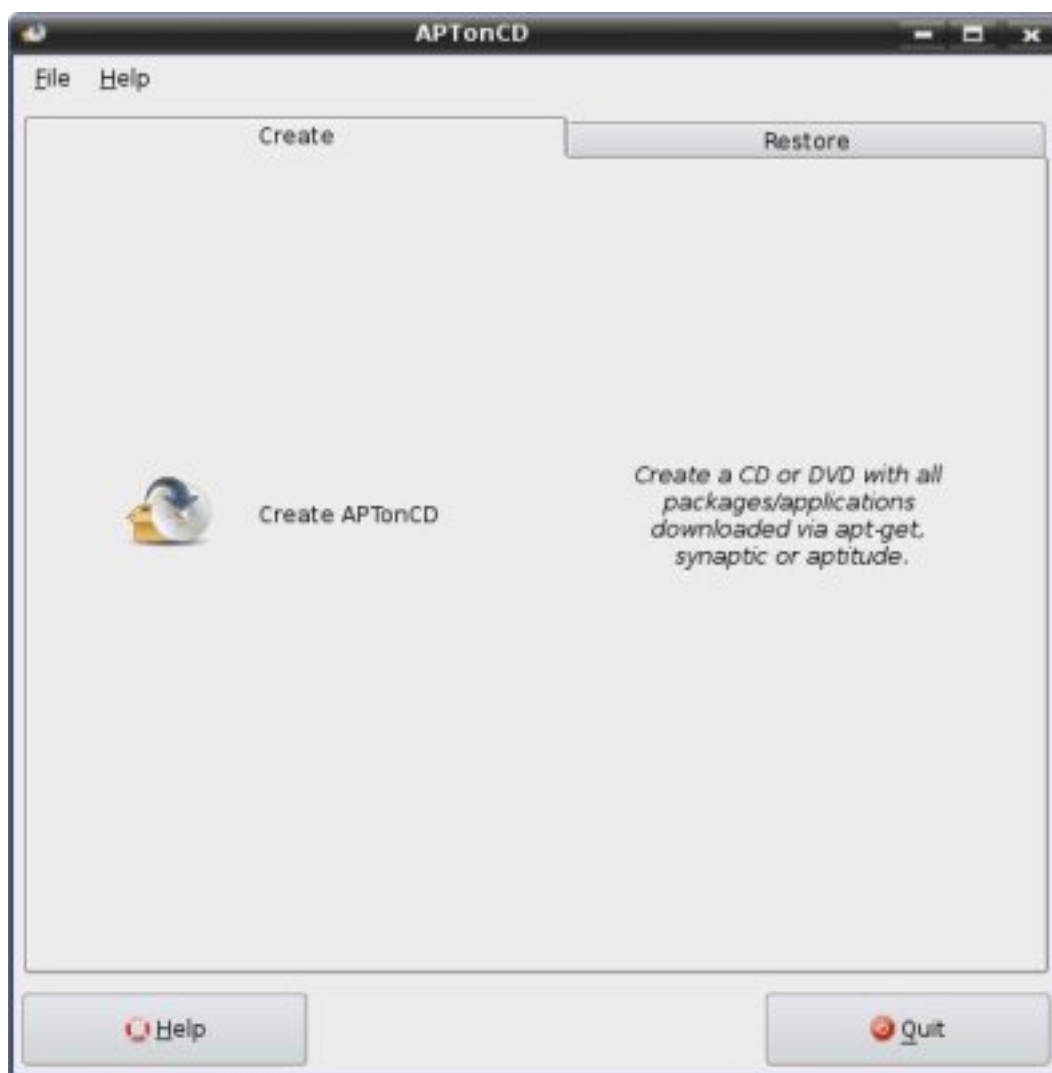 APTonCD
File Help
Create Restore
Create APTonCD
Create a CD or DVD with all
packages/applications
downloaded via apt-get,
synaptic or aptitude.
Help Quit